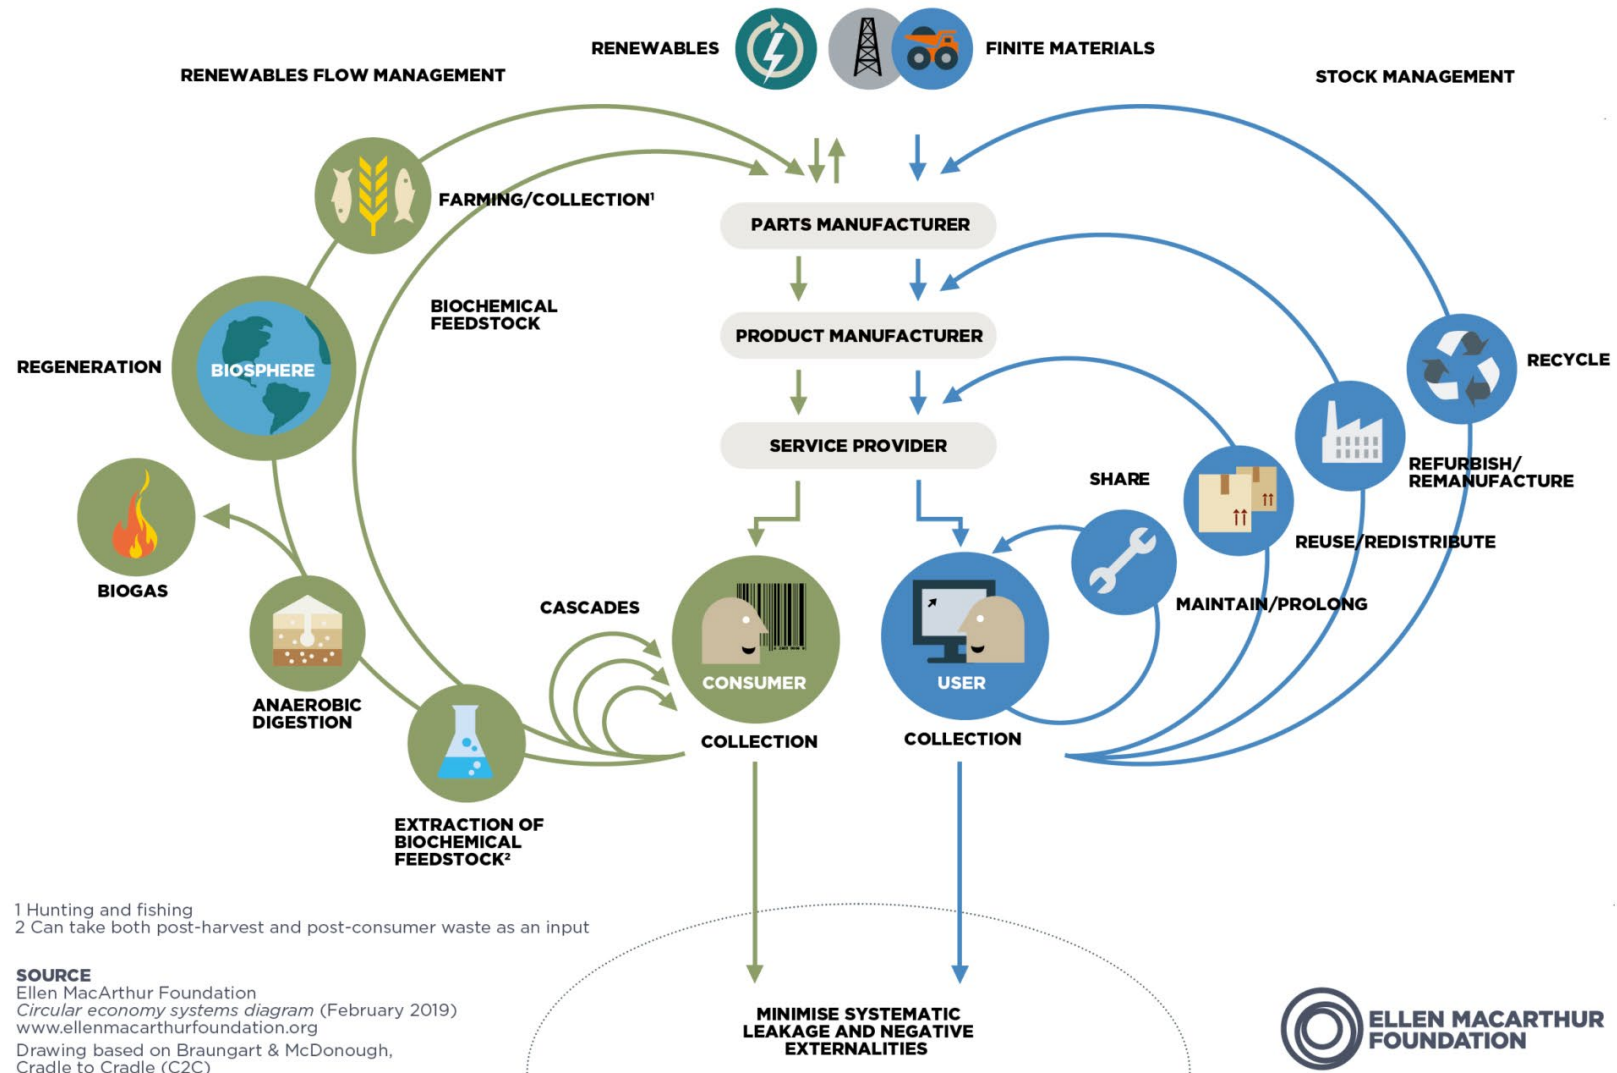 RENEWABLES
FINITE MATERIALS
RENEWABLES FLOW MANAGEMENT
STOCK MANAGEMENT
FARMING/COLLECTION¹
PARTS MANUFACTURER
BIOCHEMICAL
FEEDSTOCK
PRODUCT MANUFACTURER
REGENERATION
BIOSPHERE
RECYCLE
SERVICE PROVIDER
SHARE
REFURBISH/
REMANUFACTURE
REUSE/REDISTRIBUTE
BIOGAS
CASCADES
MAINTAIN/PROLONG
CONSUMER
USER
ANAEROBIC
DIGESTION
COLLECTION
COLLECTION
EXTRACTION OF
BIOCHEMICAL
FEEDSTOCK²
1 Hunting and fishing
2 Can take both post-harvest and post-consumer waste as an input
SOURCE
Ellen MacArthur Foundation
Circular economy systems diagram (February 2019)
www.ellenmacarthurfoundation.org
Drawing based on Braungart & McDonough,
Cradle to Cradle (C2C)
MINIMISE SYSTEMATIC
LEAKAGE AND NEGATIVE
EXTERNALITIES
ELLEN MACARTHUR
FOUNDATION